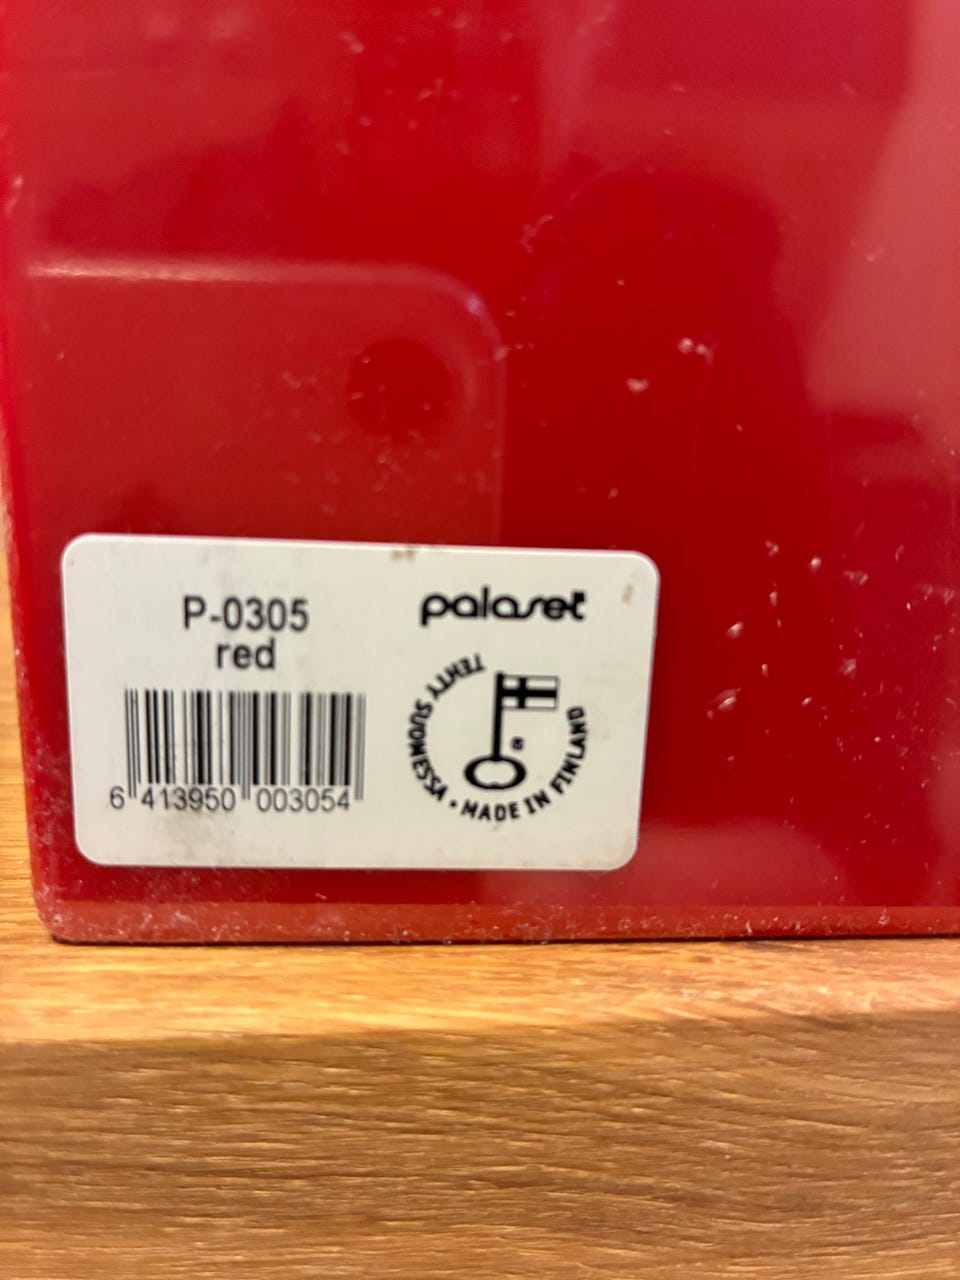 P-0305
red
6 413950 003054
palaset
TEHTY SUOMESSA • MADE IN FINLAND